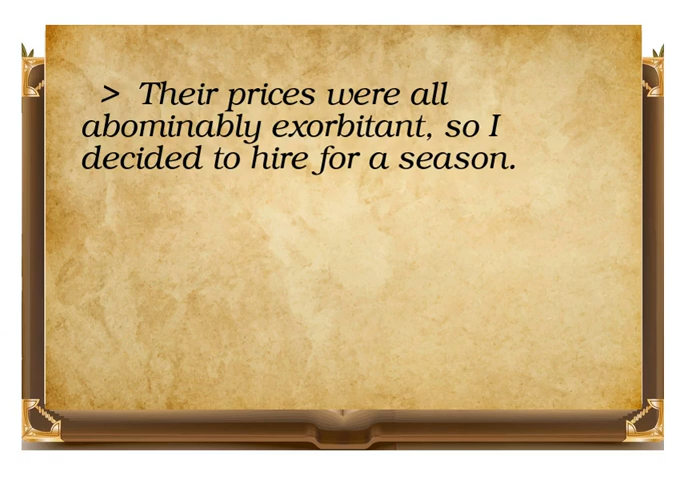 > Their prices were all
abominably exorbitant, so I
decided to hire for a season.